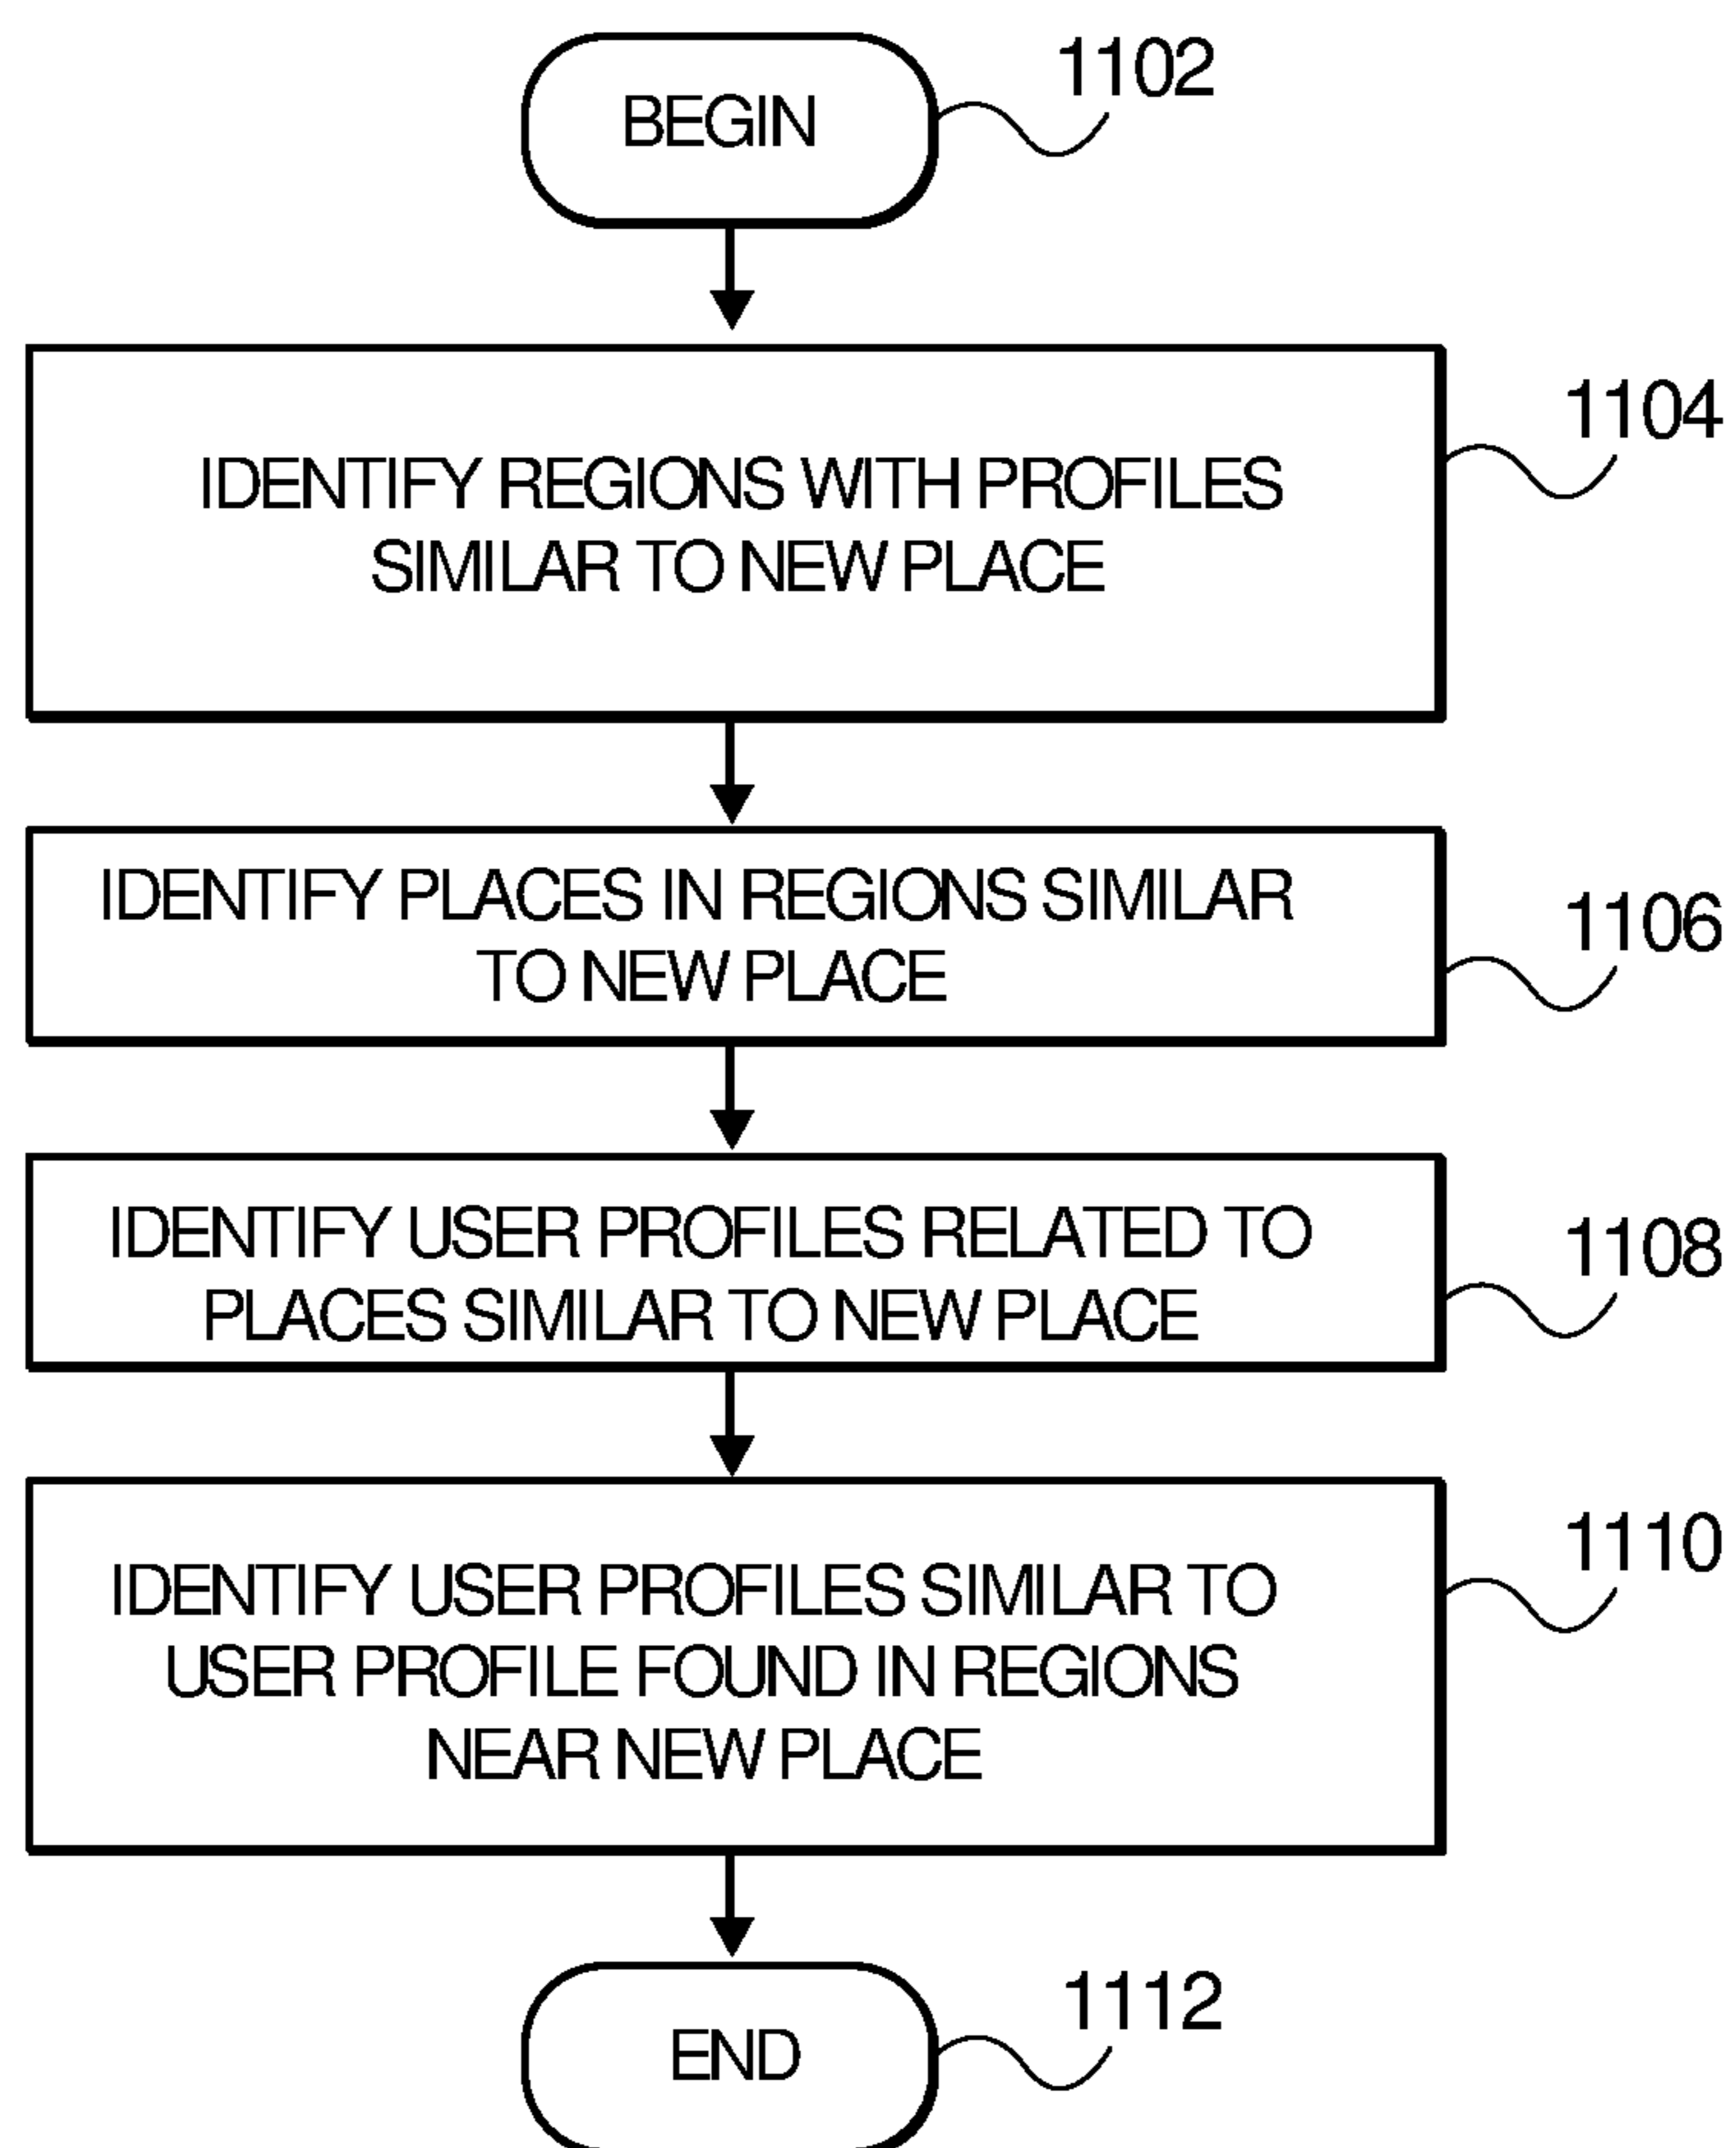 BEGIN
1102
IDENTIFY REGIONS WITH PROFILES
SIMILAR TO NEW PLACE
1104
IDENTIFY PLACES IN REGIONS SIMILAR
TO NEW PLACE
1106
IDENTIFY USER PROFILES RELATED TO
PLACES SIMILAR TO NEW PLACE
1108
IDENTIFY USER PROFILES SIMILAR TO
USER PROFILE FOUND IN REGIONS
NEAR NEW PLACE
1110
END
1112